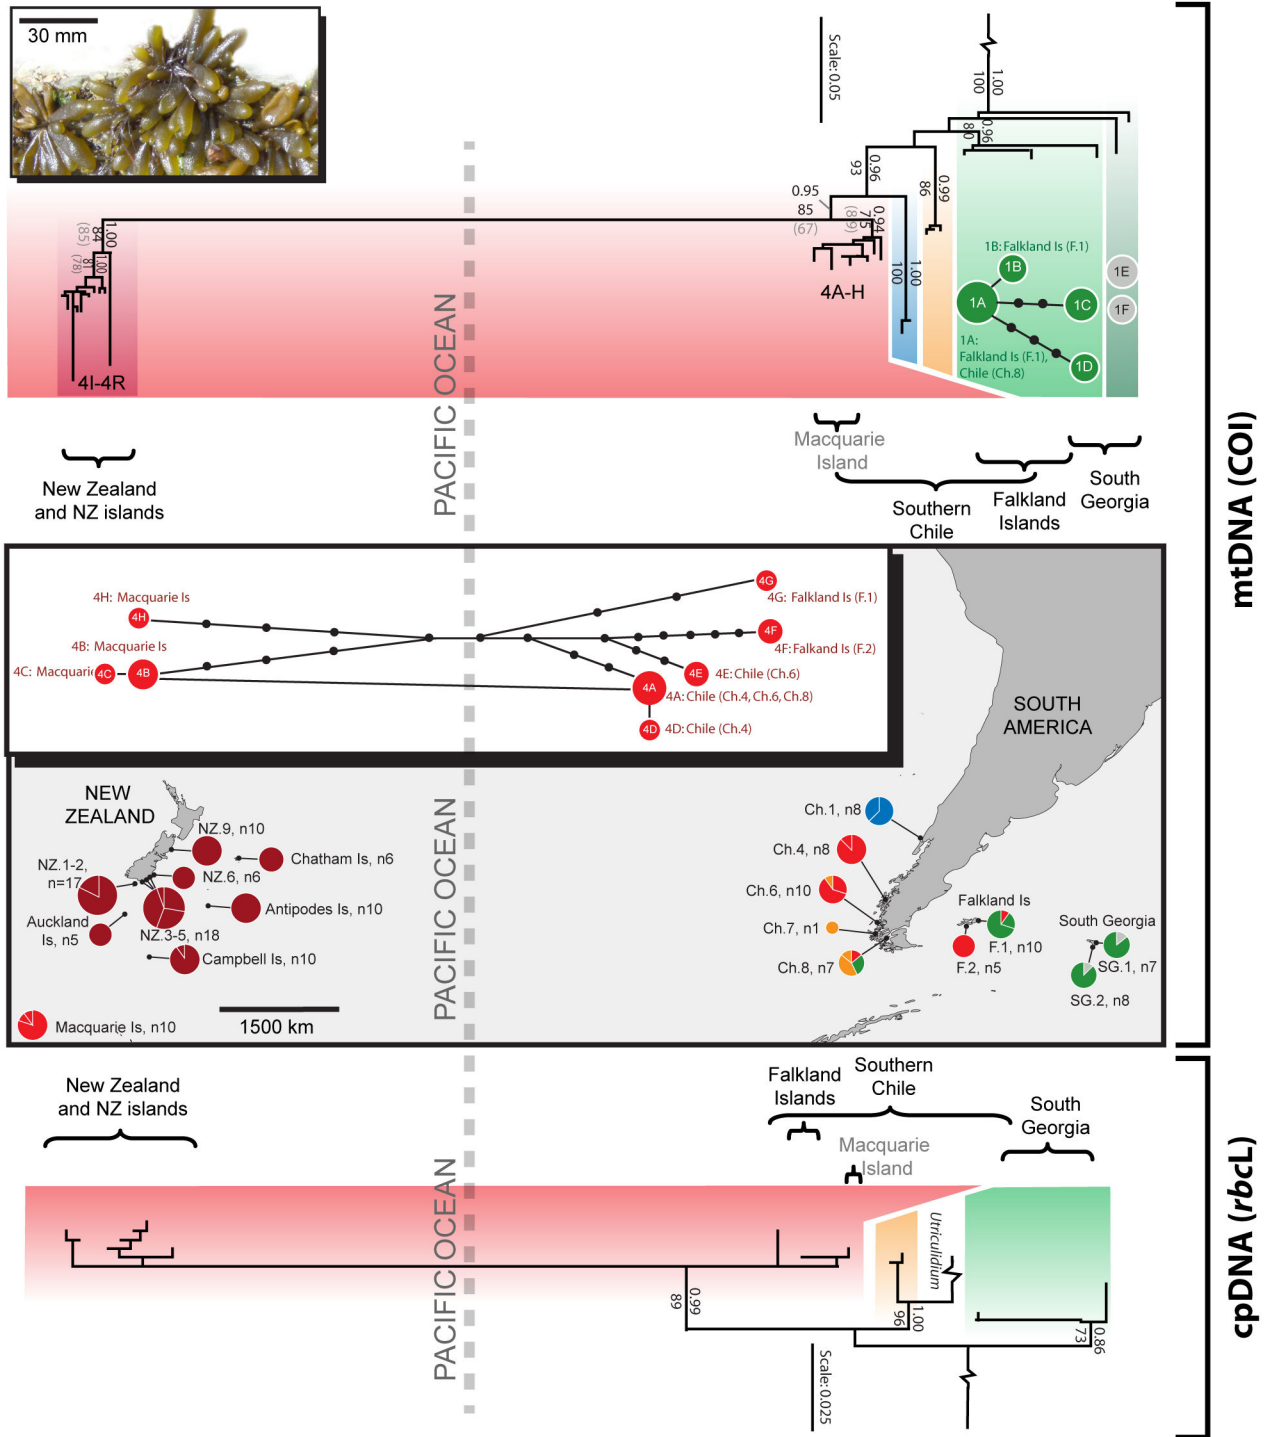 30 mm
Scale: 0.05
1.00
100
0.96
80
0.96
93
0.99
86
0.95
85
(67)
0.94
75
(89)
1.00
84
(85)
1.00
81
(78)
1.00
100
4A-H
4I-4R
1B: Falkland Is (F.1)
1B
1A
1C
1D
1E
1F
1A:
Falkland Is (F.1),
Chile (Ch.8)
PACIFIC OCEAN
Macquarie
Island
New Zealand
and NZ islands
Southern
Chile
Falkland
Islands
South
Georgia
mtDNA (COI)
4H: Macquarie Is
4H
4B: Macquarie Is
4C: Macquarie
4C
4B
4G
4G: Falkland Is (F.1)
4F
4F: Falkand Is (F.2)
4E
4E: Chile (Ch.6)
4A
4A: Chile (Ch.4, Ch.6, Ch.8)
4D
4D: Chile (Ch.4)
SOUTH
AMERICA
NEW
ZEALAND
NZ.9, n10
NZ.1-2,
n=17
NZ.6, n6
Chatham Is, n6
Auckland
Is, n5
NZ.3-5, n18
Antipodes Is, n10
Campbell Is, n10
Macquarie Is, n10
1500 km
PACIFIC OCEAN
Ch.1, n8
Ch.4, n8
Ch.6, n10
Ch.7, n1
Ch.8, n7
Falkland Is
F.1, n10
F.2, n5
South Georgia
SG.1, n7
SG.2, n8
New Zealand
and NZ islands
Falkland
Islands
Southern
Chile
Macquarie
Island
South
Georgia
PACIFIC OCEAN
Utriculidium
0.99
89
1.00
96
0.86
73
Scale: 0.025
cpDNA (rbcL)